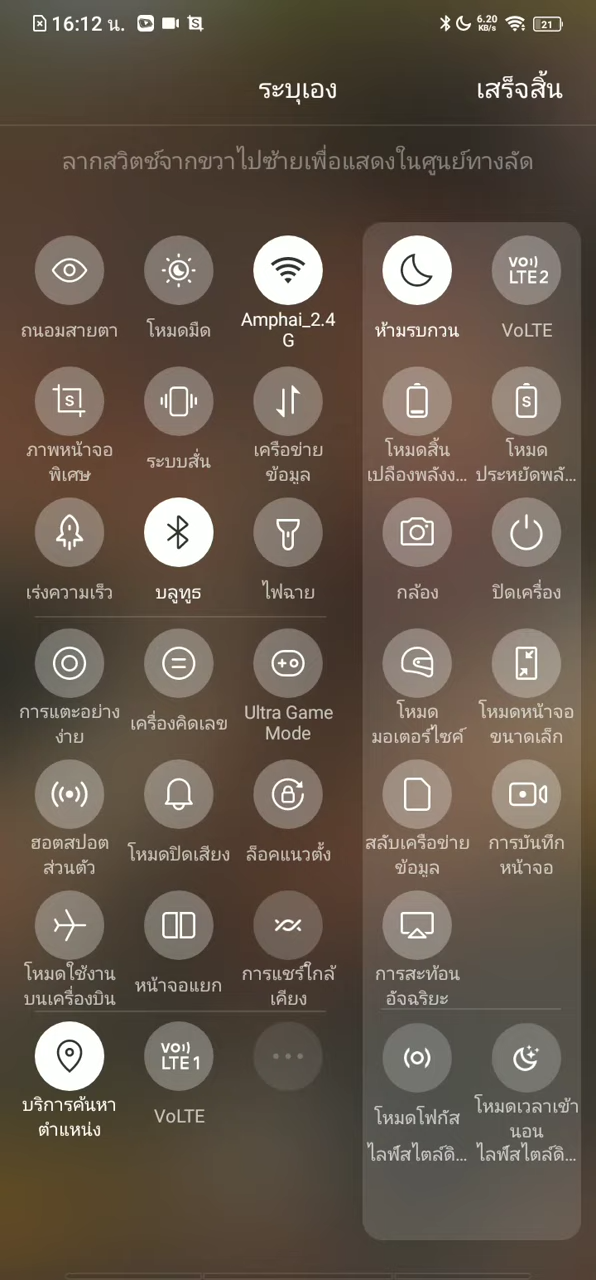 16:12 น.
6.20
KB/s
21
ระบุเอง
เสร็จสิ้น
ลากสวิตช์จากขวาไปซ้ายเพื่อแสดงในศูนย์ทางลัด
ถนอมสายตา
โหมดมืด
Amphai_2.4
G
ห้ามรบกวน
VO))
LTE2
VoLTE
S
ภาพหน้าจอ
พิเศษ
ระบบสั่น
เครือข่าย
ข้อมูล
โหมดสิ้น
เปลืองพลังง...
S
โหมด
ประหยัดพลั...
เร่งความเร็ว
บลูทูธ
ไฟฉาย
กล้อง
ปิดเครื่อง
การแตะอย่าง
ง่าย
เครื่องคิดเลข
Ultra Game
Mode
โหมด
มอเตอร์ไซค์
โหมดหน้าจอ
ขนาดเล็ก
ฮอตสปอต
ส่วนตัว
โหมดปิดเสียง
ล็อคแนวตั้ง
สลับเครือข่าย
ข้อมูล
การบันทึก
หน้าจอ
โหมดใช้งาน
บนเครื่องบิน
หน้าจอแยก
การแชร์ใกล้
เคียง
การสะท้อน
อัจฉริยะ
บริการค้นหา
ตำแหน่ง
VO))
LTE1
VoLTE
โหมดโฟกัส
ไลฟ์สไตล์ดิ...
โหมดเวลาเข้า
นอน
ไลฟ์สไตล์ดิ...